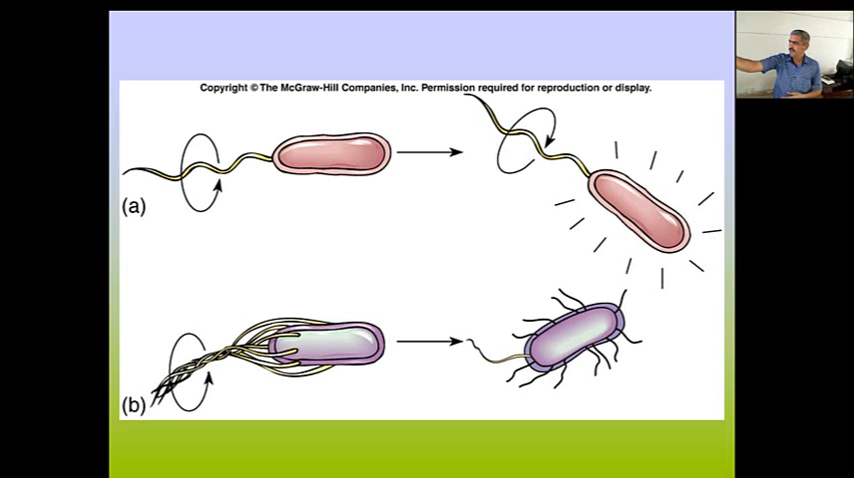 Copyright © The McGraw-Hill Companies, Inc. Permission required for reproduction or display.
(a)
(b)